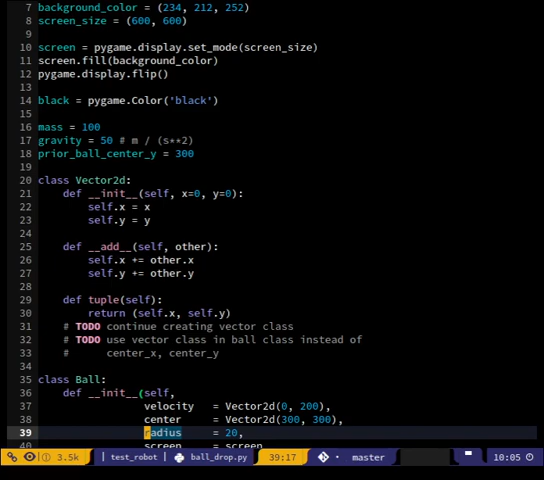 7 background_color = (234, 212, 252)
8 screen_size = (600, 600)
9
10 screen = pygame.display.set_mode(screen_size)
11 screen.fill(background_color)
12 pygame.display.flip()
13
14 black = pygame.Color('black')
15
16 mass = 100
17 gravity = 50 # m / (s**2)
18 prior_ball_center_y = 300
19
20 class Vector2d:
21     def __init__(self, x=0, y=0):
22         self.x = x
23         self.y = y
24
25     def __add__(self, other):
26         self.x += other.x
27         self.y += other.y
28
29     def tuple(self):
30         return (self.x, self.y)
31     # TODO continue creating vector class
32     # TODO use vector class in ball class instead of
33     #      center_x, center_y
34
35 class Ball:
36     def __init__(self,
37                  velocity   = Vector2d(0, 200),
38                  center     = Vector2d(300, 300),
39                  radius     = 20,
40                  screen     = screen
3.5k | test_robot | ball_drop.py 39:17 master 10:05